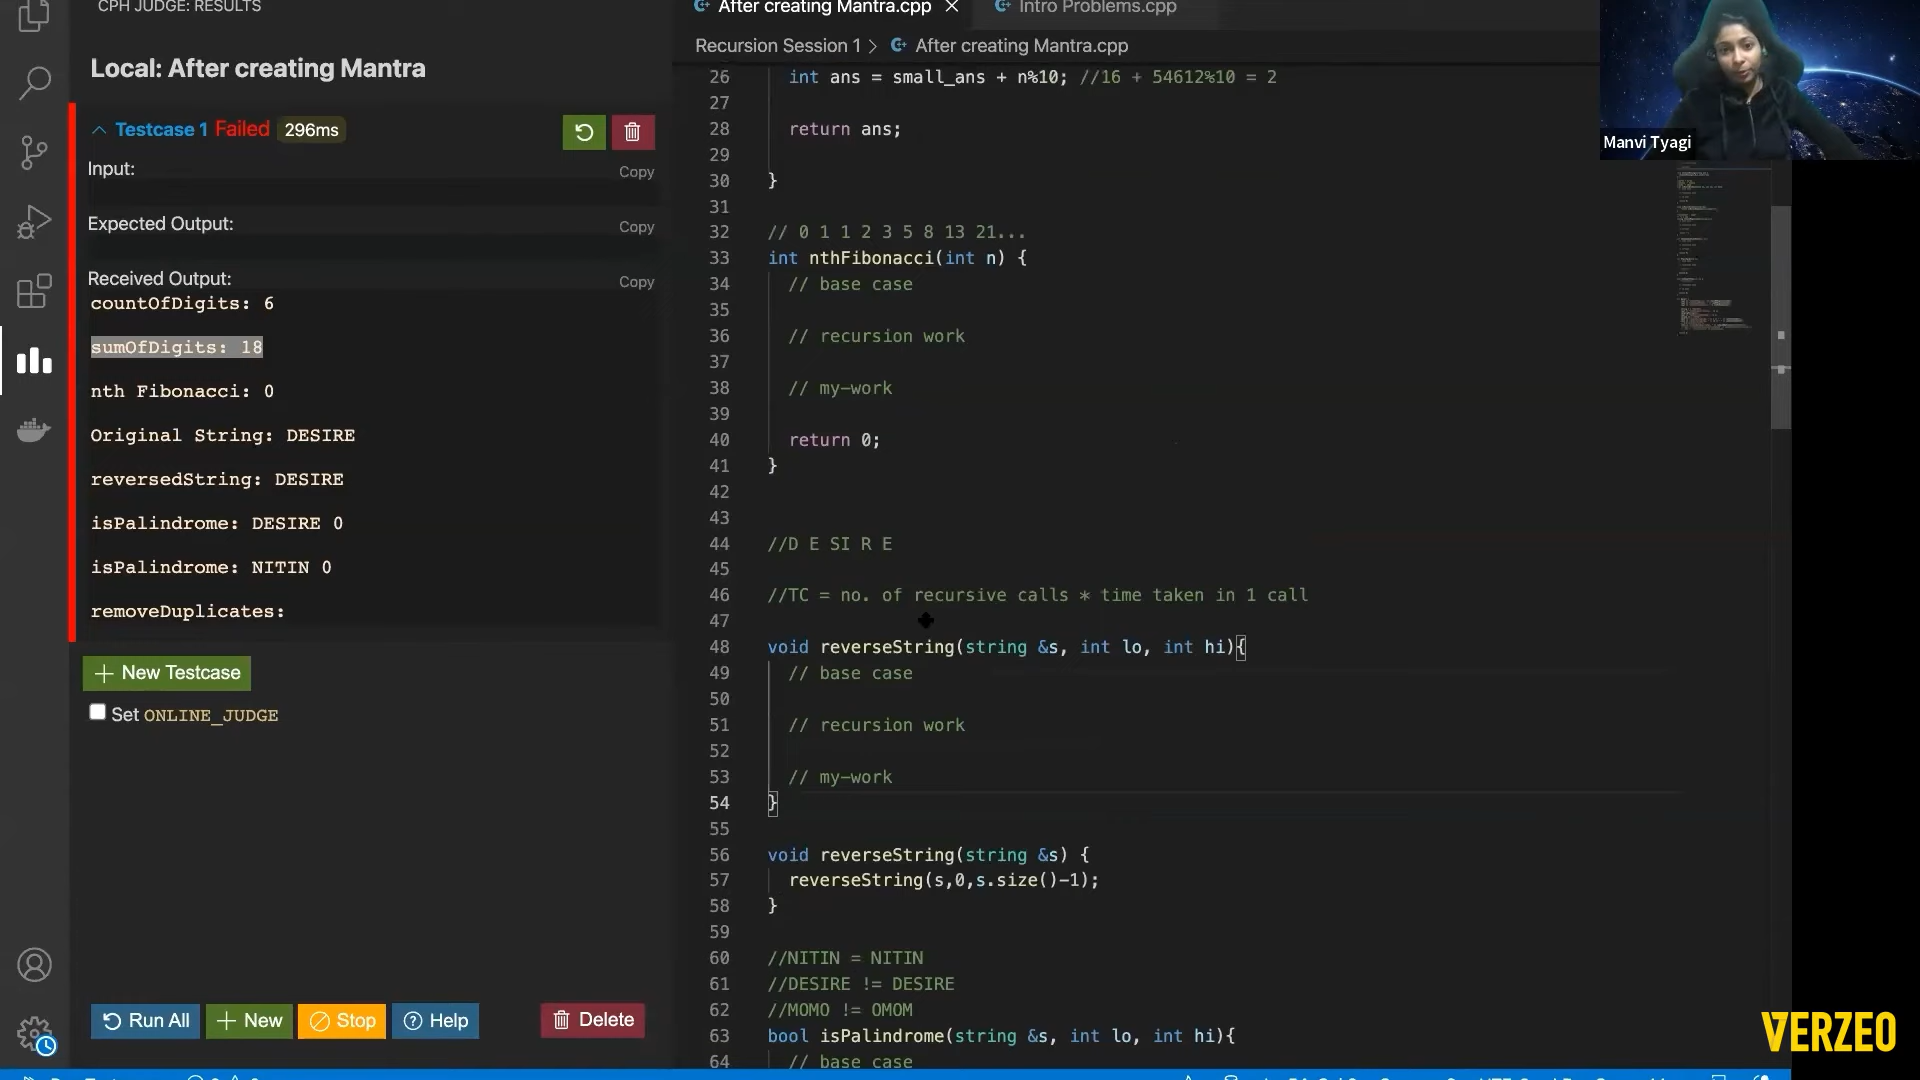 CPH JUDGE: RESULTS
Local: After creating Mantra
Testcase 1 Failed 296ms
Input:
Copy
Expected Output:
Copy
Received Output:
Copy
countOfDigits: 6
sumOfDigits: 18
nth Fibonacci: 0
Original String: DESIRE
reversedString: DESIRE
isPalindrome: DESIRE 0
isPalindrome: NITIN 0
removeDuplicates:
New Testcase
Set ONLINE_JUDGE
Run All
New
Stop
Help
Delete
After creating Mantra.cpp
Intro Problems.cpp
Recursion Session 1 > After creating Mantra.cpp
26 int ans = small_ans + n%10; //16 + 54612%10 = 2
27
28 return ans;
29
30 }
31
32 // 0 1 1 2 3 5 8 13 21...
33 int nthFibonacci(int n) {
34 // base case
35
36 // recursion work
37
38 // my-work
39
40 return 0;
41 }
42
43
44 //D E SI R E
45
46 //TC = no. of recursive calls * time taken in 1 call
47
48 void reverseString(string &s, int lo, int hi){
49 // base case
50
51 // recursion work
52
53 // my-work
54 }
55
56 void reverseString(string &s) {
57 reverseString(s,0,s.size()-1);
58 }
59
60 //NITIN = NITIN
61 //DESIRE != DESIRE
62 //MOMO != OMOM
63 bool isPalindrome(string &s, int lo, int hi){
64 // base case
Manvi Tyagi
VERZEO